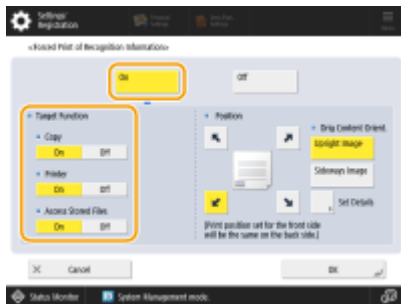 Settings/
Registration
<Forced Print of Recognition Information>
On
Off
Target Function
Copy
On
Off
Printer
On
Off
Access Stored Files
On
Off
Position
Orig Content Orient.
Upright Image
Sideways Image
Set Details
(Print position set for the front side
will be the same on the back side.)
Cancel
OK
Status Monitor
System Management mode.